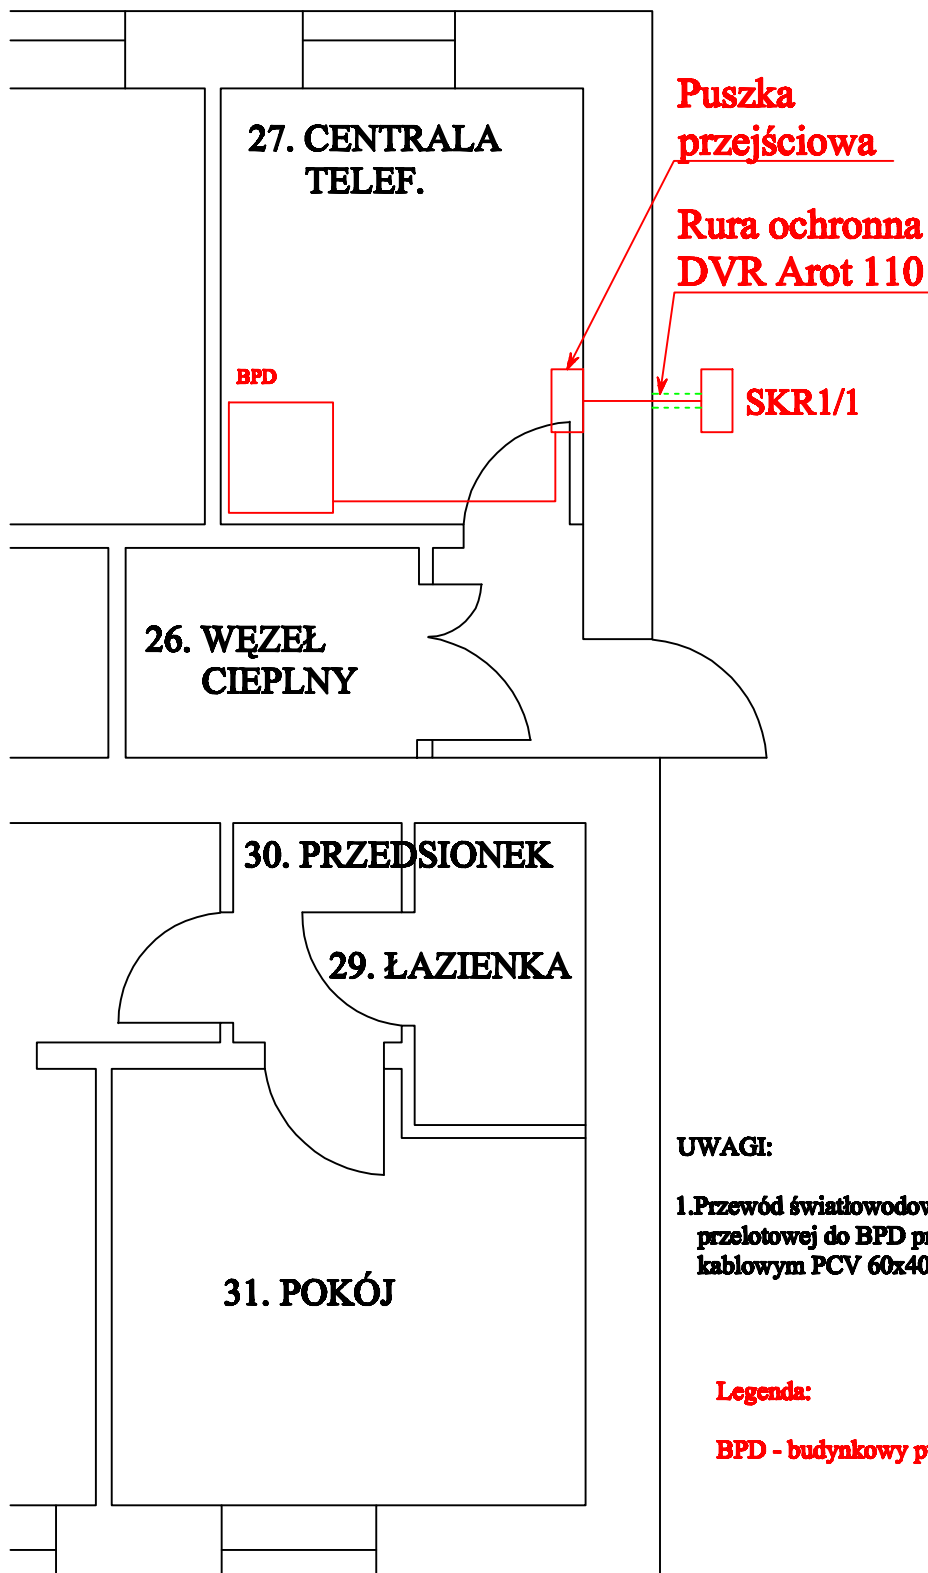 Puszka
przejściowa
27. CENTRALA
TELEF.
Rura ochronna
DVR Arot 110
BPD
SKR1/1
26. WĘZEŁ
CIEPLNY
30. PRZEDSIONEK
29. ŁAZIENKA
UWAGI:
1.Przewód światłowodow
przelotowej do BPD pr
kablowym PCV 60x40
31. POKÓJ
Legenda:
BPD - budynkowy p